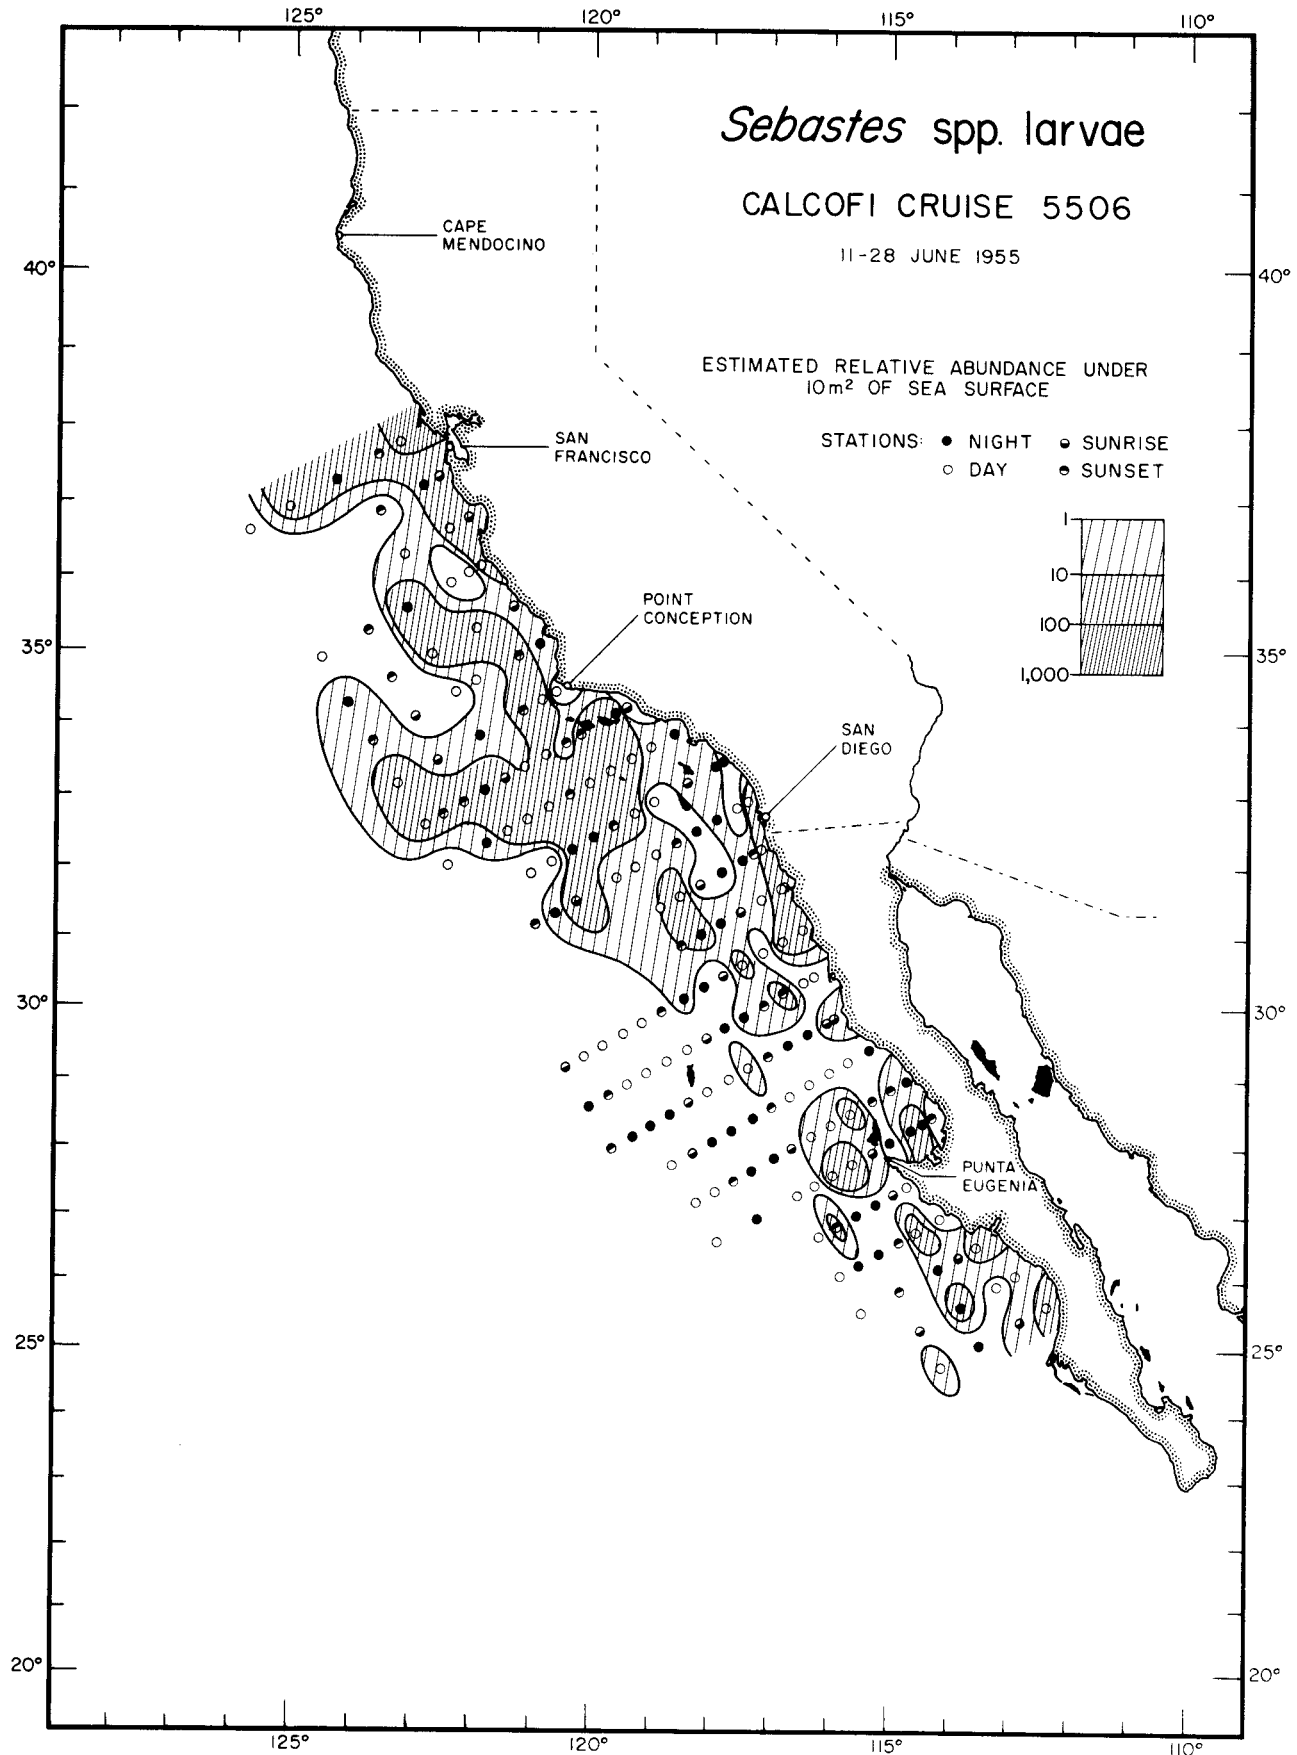 125° 120° 115° 110°
Sebastes spp. larvae
CALCOFI CRUISE 5506
11-28 JUNE 1955
CAPE
MENDOCINO
40° 40°
ESTIMATED RELATIVE ABUNDANCE UNDER
10m² OF SEA SURFACE
STATIONS: ● NIGHT SUNRISE
○ DAY SUNSET
SAN
FRANCISCO
1
10
100
1,000
POINT
CONCEPTION
35° 35°
SAN
DIEGO
30° 30°
PUNTA
EUGENIA
25° 25°
20° 20°
125° 120° 115° 110°